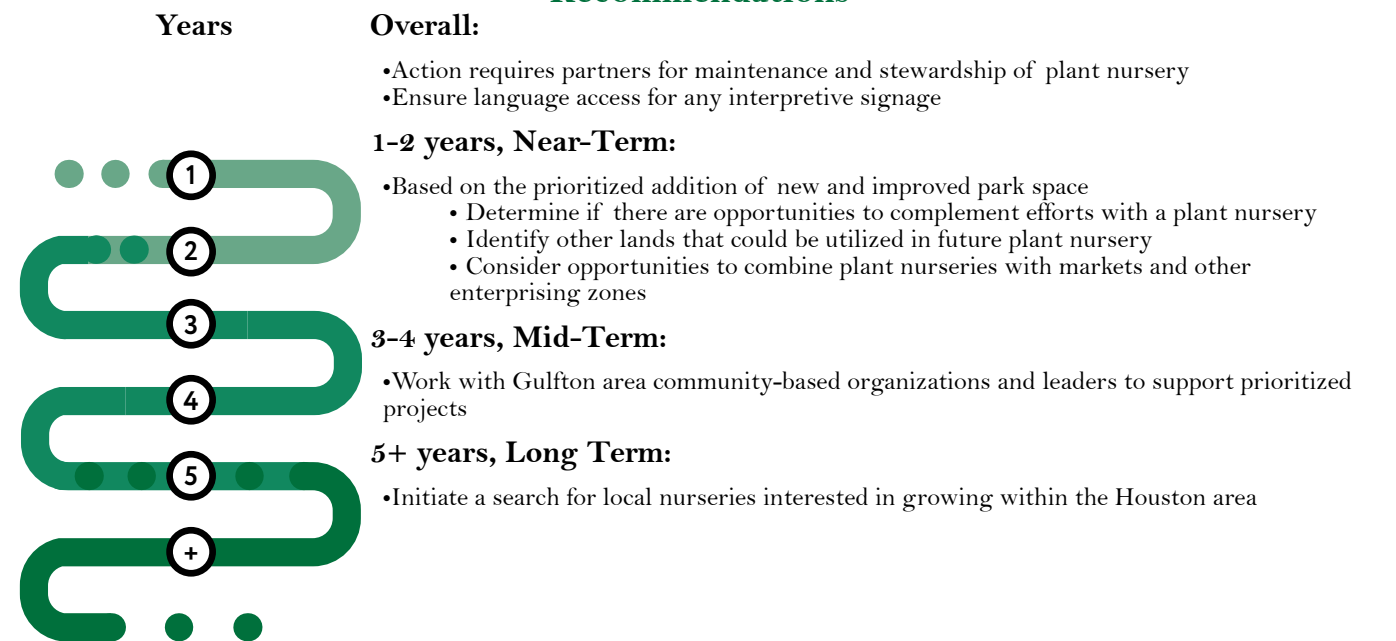 Recommendations
Years
Overall:
•Action requires partners for maintenance and stewardship of plant nursery
•Ensure language access for any interpretive signage
1-2 years, Near-Term:
•Based on the prioritized addition of new and improved park space
• Determine if there are opportunities to complement efforts with a plant nursery
• Identify other lands that could be utilized in future plant nursery
• Consider opportunities to combine plant nurseries with markets and other
enterprising zones
3-4 years, Mid-Term:
•Work with Gulfton area community-based organizations and leaders to support prioritized
projects
5+ years, Long Term:
•Initiate a search for local nurseries interested in growing within the Houston area
1
2
3
4
5
+